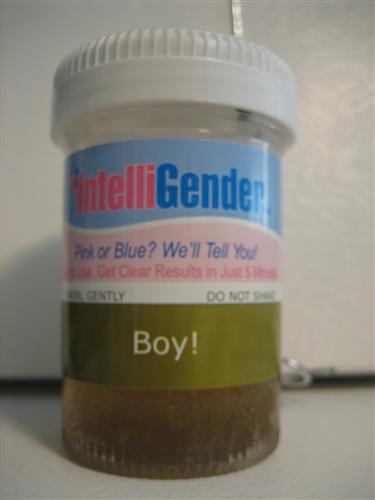 IntelliGender
Pink or Blue? We'll Tell You!
Use, Get Clear Results in Just 5
GENTLY DO NOT SHAKE
Boy!